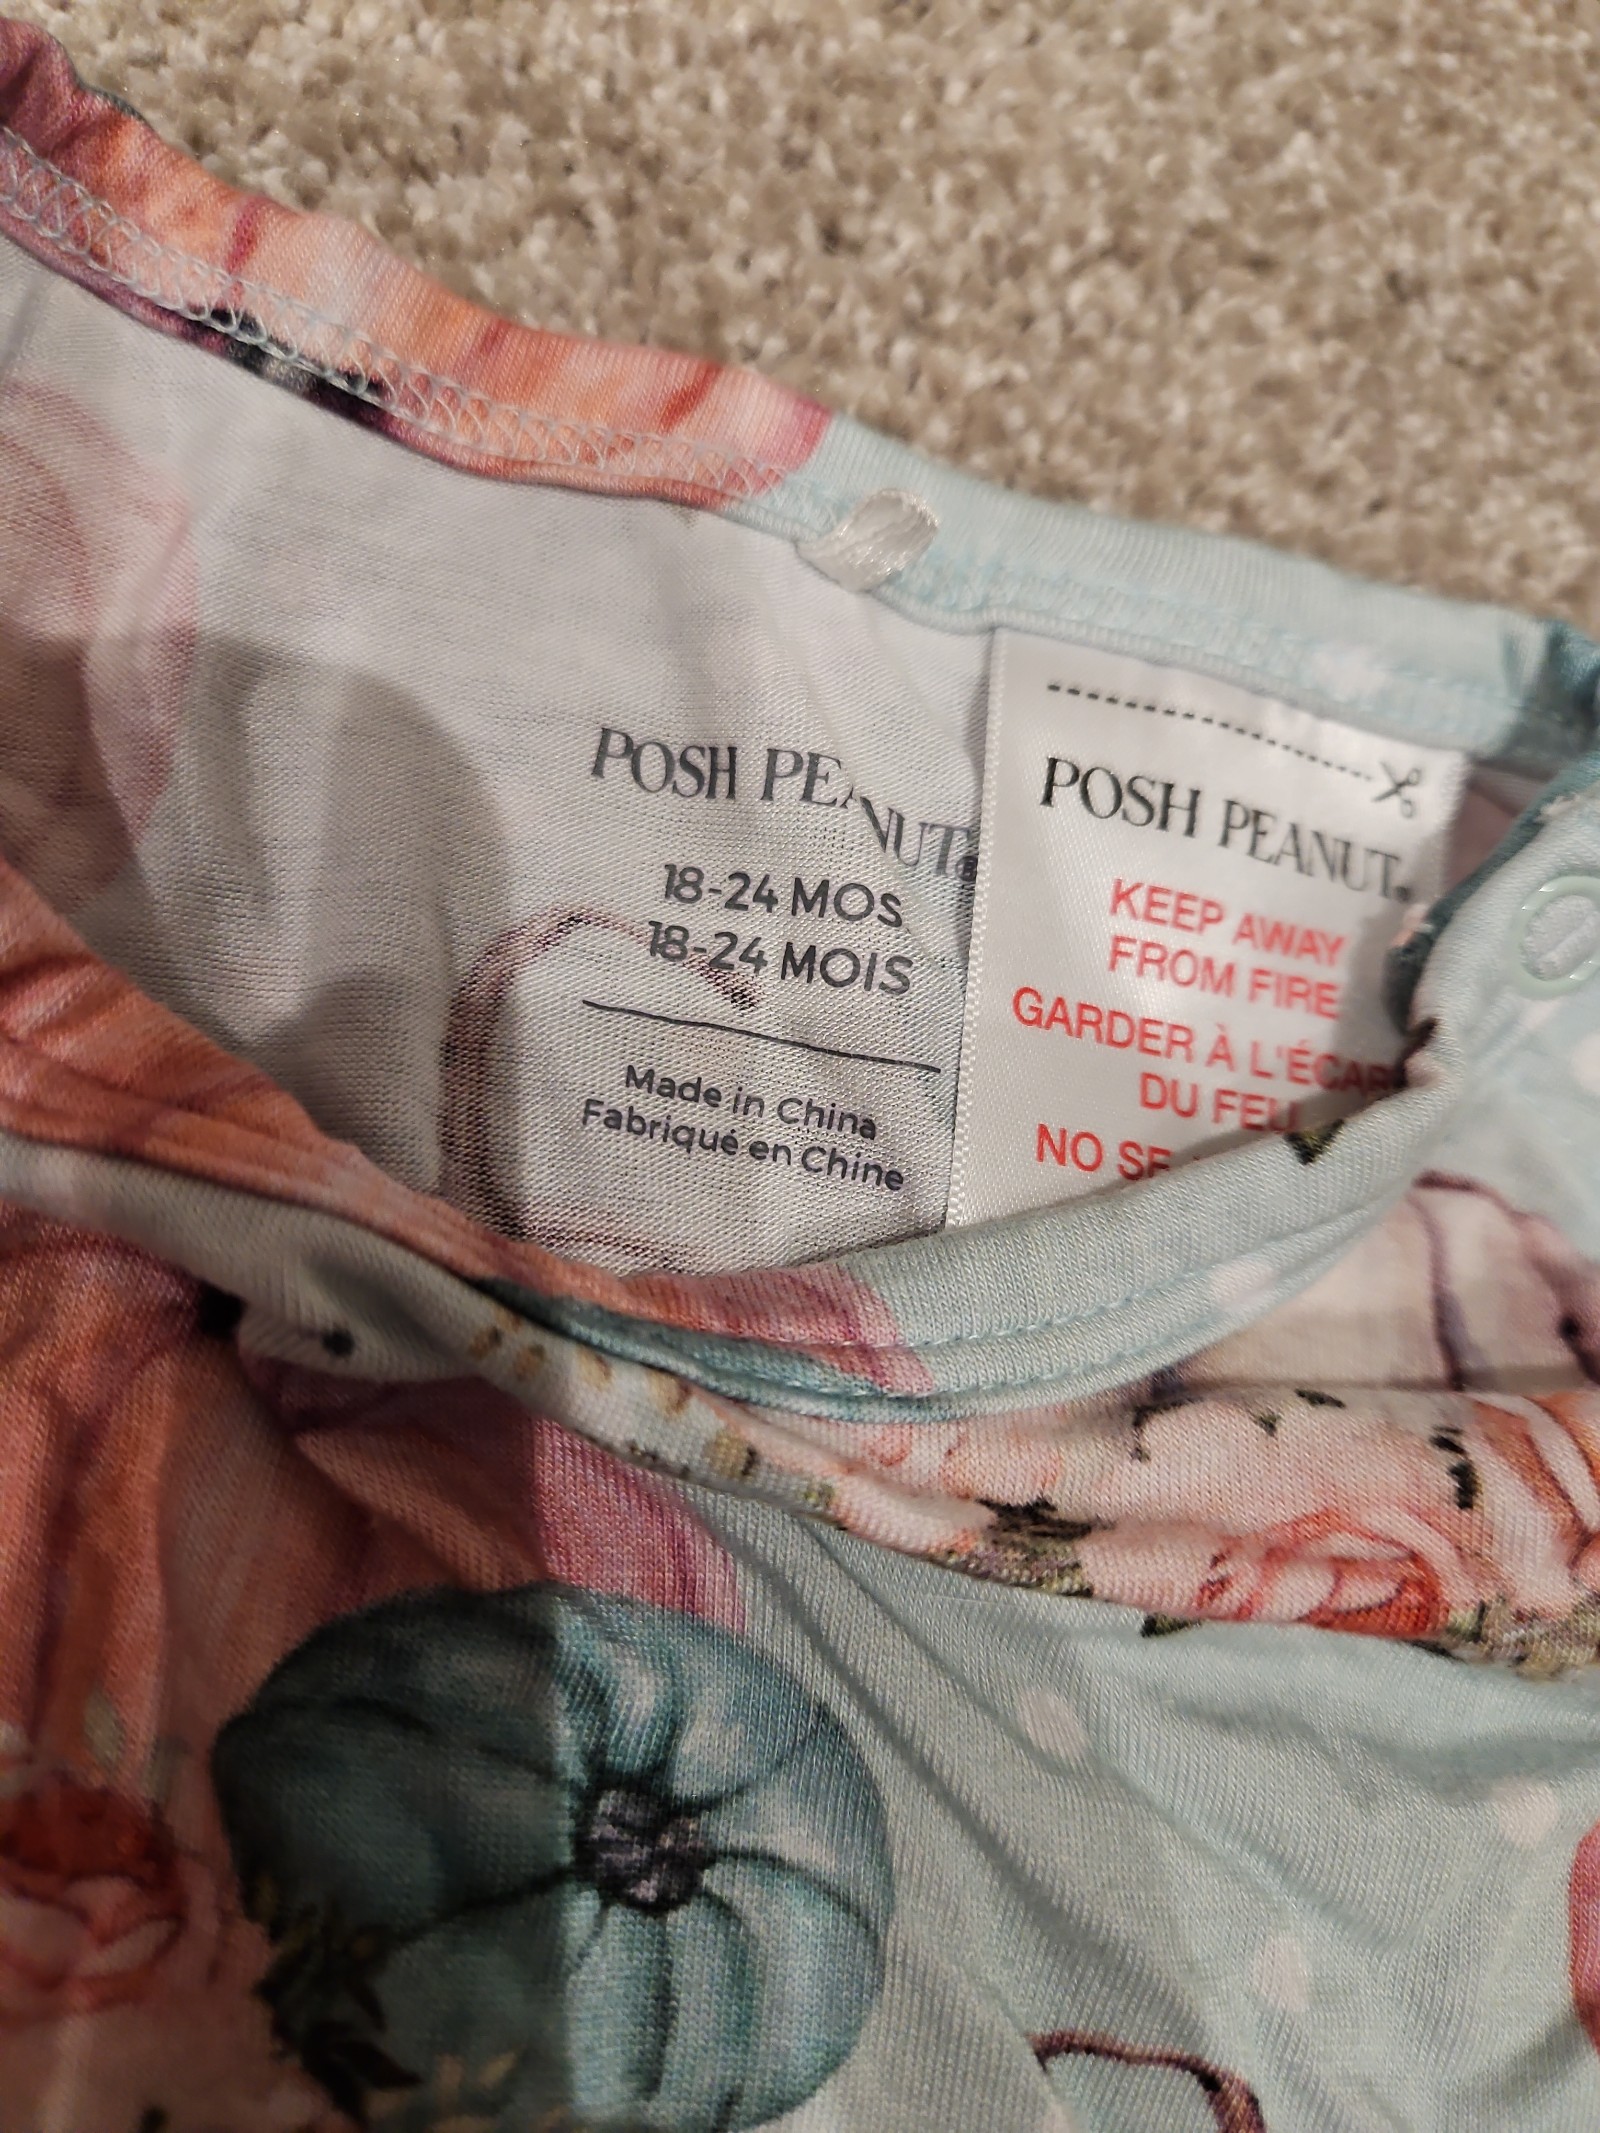 POSH PEANUT
18-24 MOS
18-24 MOIS
Made in China
Fabriqué en Chine
POSH PEANUT
KEEP AWAY
FROM FIRE
GARDER À L'ÉCAR
DU FEU
NO SE